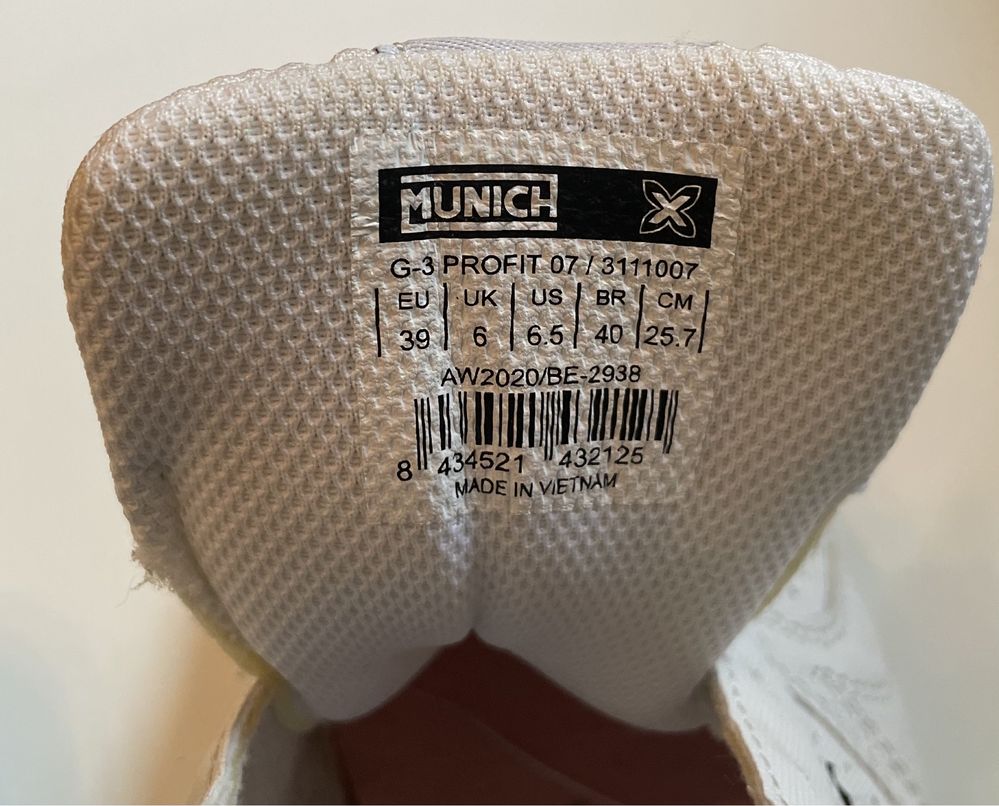 MUNICH
G-3 PROFIT 07 / 3111007
EU UK US BR CM
39 6 6.5 40 25.7
AW2020/BE-2938
8 434521 432125
MADE IN VIETNAM